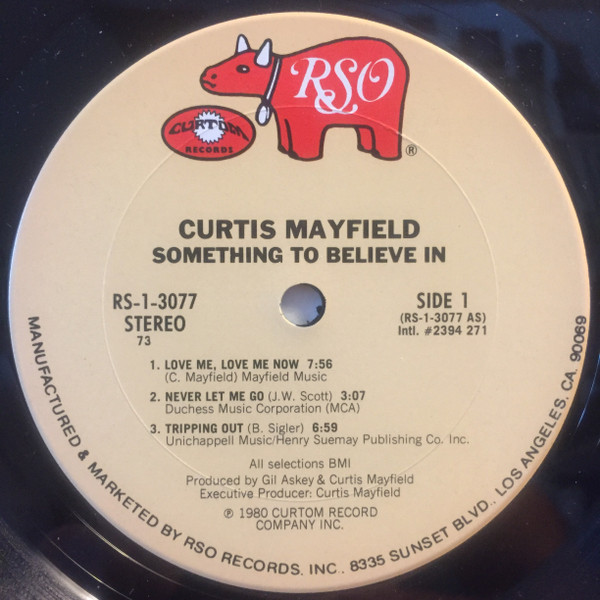 RSO
CURTOM
RECORDS
®
CURTIS MAYFIELD
SOMETHING TO BELIEVE IN
RS-1-3077
STEREO
73
SIDE 1
(RS-1-3077 AS)
Intl. #2394 271
1. LOVE ME, LOVE ME NOW 7:56
(C. Mayfield) Mayfield Music
2. NEVER LET ME GO (J.W. Scott) 3:07
Duchess Music Corporation (MCA)
3. TRIPPING OUT (B. Sigler) 6:59
Unichappell Music/Henry Suemay Publishing Co. Inc.
All selections BMI
Produced by Gil Askey & Curtis Mayfield
Executive Producer: Curtis Mayfield
℗ 1980 CURTOM RECORD
COMPANY INC.
MANUFACTURED & MARKETED BY RSO RECORDS, INC., 8335 SUNSET BLVD., LOS ANGELES, CA. 90069